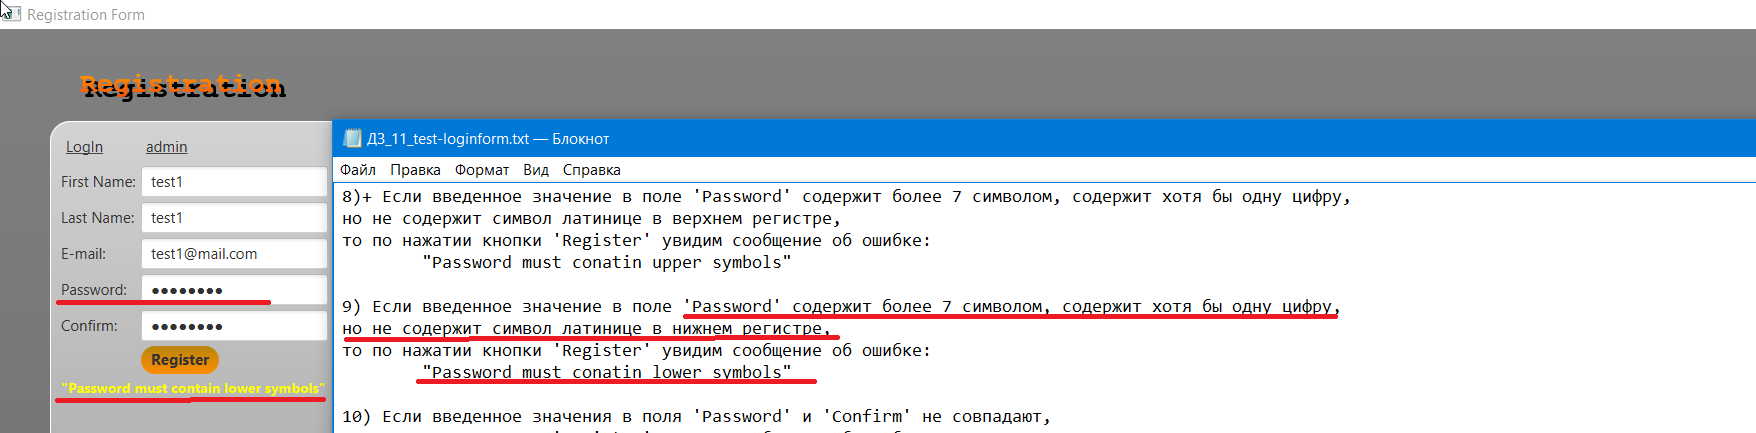 Registration Form
Registration
LogIn admin
First Name: test1
Last Name: test1
E-mail: test1@mail.com
Password: ●●●●●●●●
Confirm: ●●●●●●●●
Register
"Password must contain lower symbols"
ДЗ_11_test-loginform.txt — Блокнот
Файл Правка Формат Вид Справка
8)+ Если введенное значение в поле 'Password' содержит более 7 символом, содержит хотя бы одну цифру,
но не содержит символ латинице в верхнем регистре,
то по нажатии кнопки 'Register' увидим сообщение об ошибке:
"Password must conatin upper symbols"
9) Если введенное значение в поле 'Password' содержит более 7 символом, содержит хотя бы одну цифру,
но не содержит символ латинице в нижнем регистре,
то по нажатии кнопки 'Register' увидим сообщение об ошибке:
"Password must conatin lower symbols"
10) Если введенные значения в поля 'Password' и 'Confirm' не совпадают,